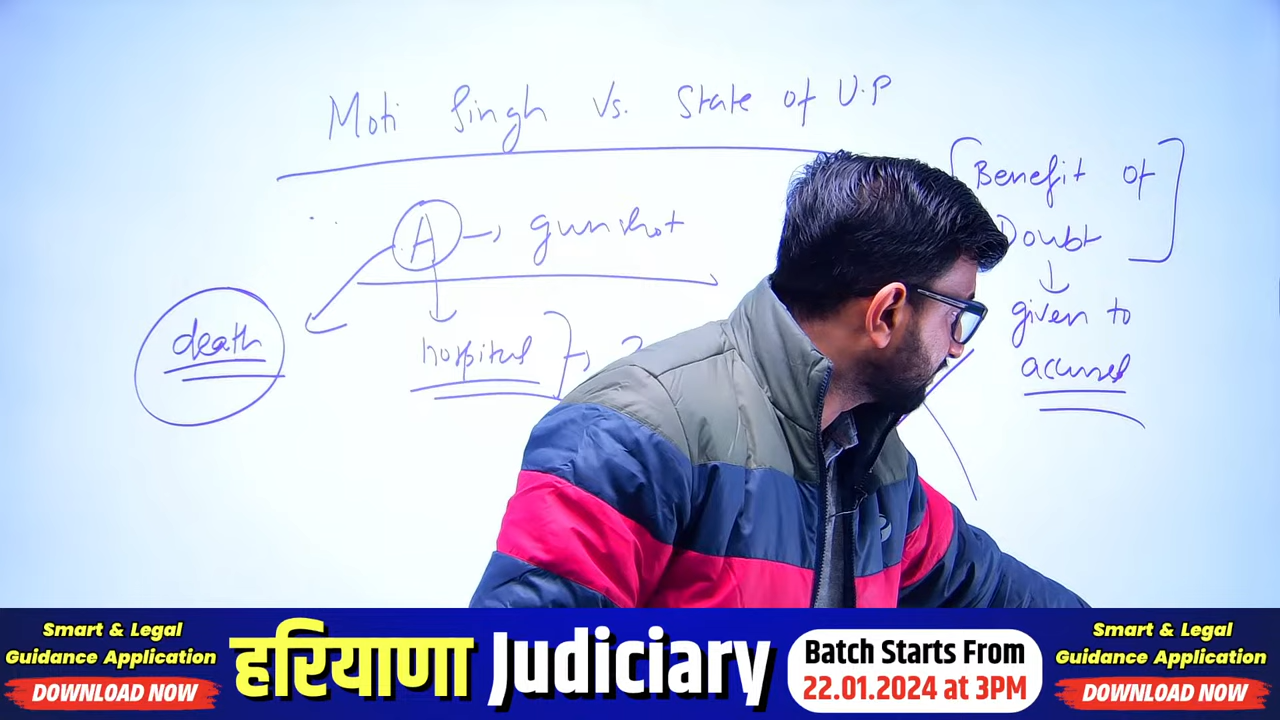 Moti Singh Vs. State of U.P
A → gunshot
death
hospital
Benefit of
Doubt
given to
accused
Smart & Legal
Guidance Application
DOWNLOAD NOW
हरियाणा Judiciary
Batch Starts From
22.01.2024 at 3PM
Smart & Legal
Guidance Application
DOWNLOAD NOW